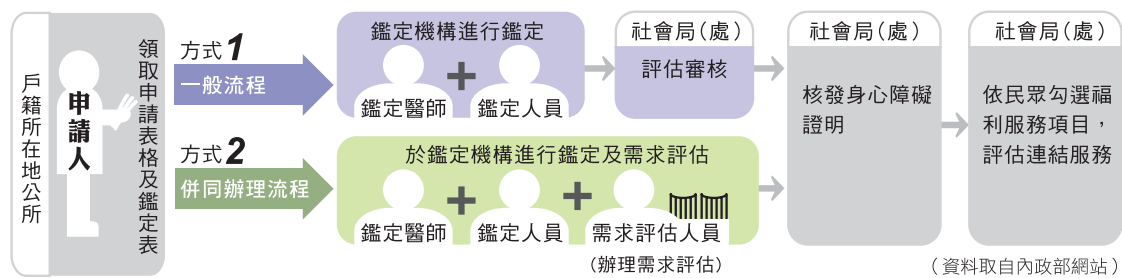 戶籍所在地公所
申請人
領取申請表格及鑑定表
方式1
一般流程
鑑定機構進行鑑定
鑑定醫師
+
鑑定人員
社會局(處)
評估審核
方式2
併同辦理流程
於鑑定機構進行鑑定及需求評估
鑑定醫師
+
鑑定人員
+
需求評估人員
(辦理需求評估)
社會局(處)
核發身心障礙
證明
社會局(處)
依民眾勾選福
利服務項目，
評估連結服務
(資料取自內政部網站)